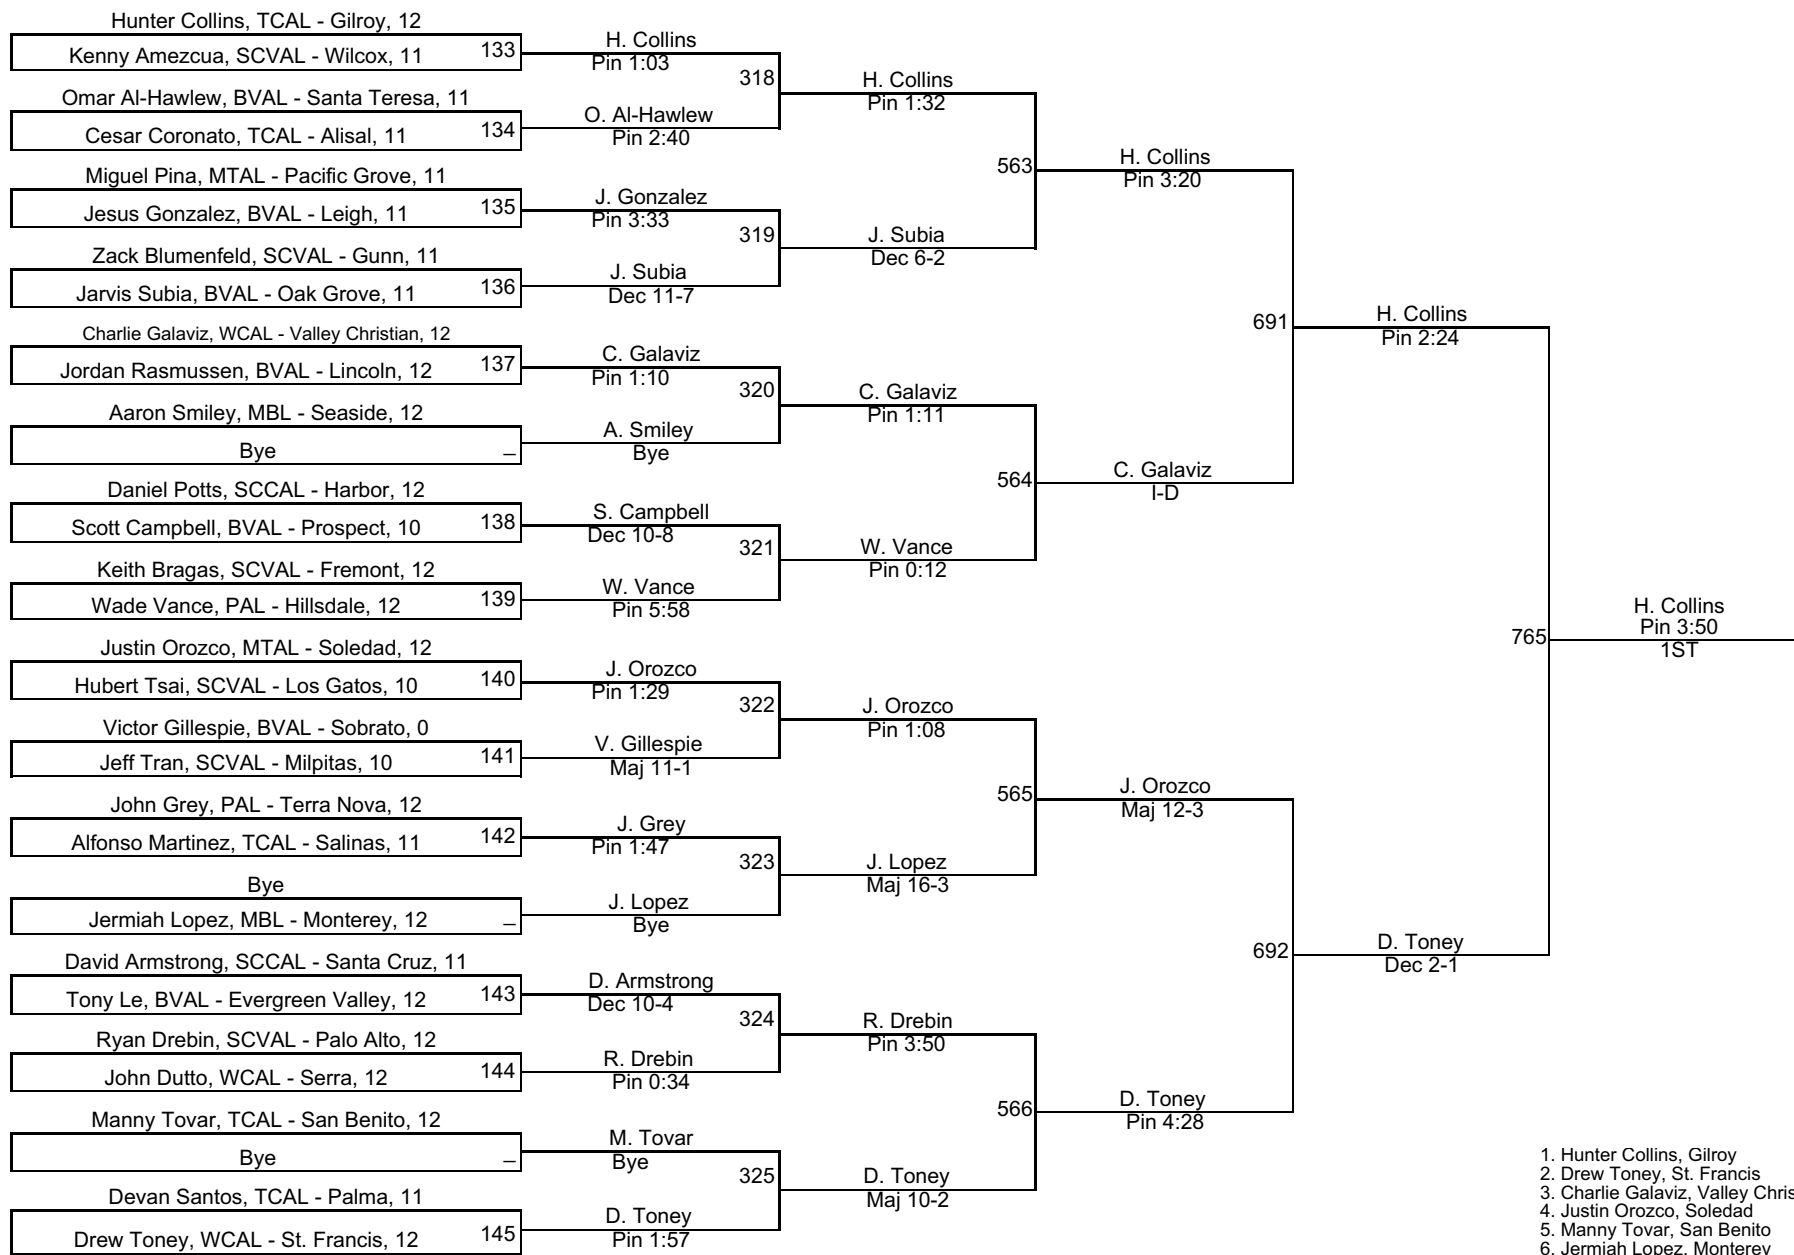 Hunter Collins, TCAL - Gilroy, 12
Kenny Amezcua, SCVAL - Wilcox, 11
133
Omar Al-Hawlew, BVAL - Santa Teresa, 11
Cesar Coronato, TCAL - Alisal, 11
134
Miguel Pina, MTAL - Pacific Grove, 11
Jesus Gonzalez, BVAL - Leigh, 11
135
Zack Blumenfeld, SCVAL - Gunn, 11
Jarvis Subia, BVAL - Oak Grove, 11
136
Charlie Galaviz, WCAL - Valley Christian, 12
Jordan Rasmussen, BVAL - Lincoln, 12
137
Aaron Smiley, MBL - Seaside, 12
Bye
–
Daniel Potts, SCCAL - Harbor, 12
Scott Campbell, BVAL - Prospect, 10
138
Keith Bragas, SCVAL - Fremont, 12
Wade Vance, PAL - Hillsdale, 12
139
Justin Orozco, MTAL - Soledad, 12
Hubert Tsai, SCVAL - Los Gatos, 10
140
Victor Gillespie, BVAL - Sobrato, 0
Jeff Tran, SCVAL - Milpitas, 10
141
John Grey, PAL - Terra Nova, 12
Alfonso Martinez, TCAL - Salinas, 11
142
Bye
Jermiah Lopez, MBL - Monterey, 12
–
David Armstrong, SCCAL - Santa Cruz, 11
Tony Le, BVAL - Evergreen Valley, 12
143
Ryan Drebin, SCVAL - Palo Alto, 12
John Dutto, WCAL - Serra, 12
144
Manny Tovar, TCAL - San Benito, 12
Bye
–
Devan Santos, TCAL - Palma, 11
Drew Toney, WCAL - St. Francis, 12
145
H. Collins
Pin 1:03
318
O. Al-Hawlew
Pin 2:40
J. Gonzalez
Pin 3:33
319
J. Subia
Dec 11-7
C. Galaviz
Pin 1:10
320
A. Smiley
Bye
S. Campbell
Dec 10-8
321
W. Vance
Pin 5:58
J. Orozco
Pin 1:29
322
V. Gillespie
Maj 11-1
J. Grey
Pin 1:47
323
J. Lopez
Bye
D. Armstrong
Dec 10-4
324
R. Drebin
Pin 0:34
M. Tovar
Bye
325
D. Toney
Pin 1:57
H. Collins
Pin 1:32
563
J. Subia
Dec 6-2
C. Galaviz
Pin 1:11
564
W. Vance
Pin 0:12
J. Orozco
Pin 1:08
565
J. Lopez
Maj 16-3
R. Drebin
Pin 3:50
566
D. Toney
Maj 10-2
H. Collins
Pin 3:20
691
C. Galaviz
I-D
J. Orozco
Maj 12-3
692
D. Toney
Pin 4:28
H. Collins
Pin 2:24
765
D. Toney
Dec 2-1
H. Collins
Pin 3:50
1ST
1. Hunter Collins, Gilroy
2. Drew Toney, St. Francis
3. Charlie Galaviz, Valley Chris
4. Justin Orozco, Soledad
5. Manny Tovar, San Benito
6. Jermiah Lopez, Monterey